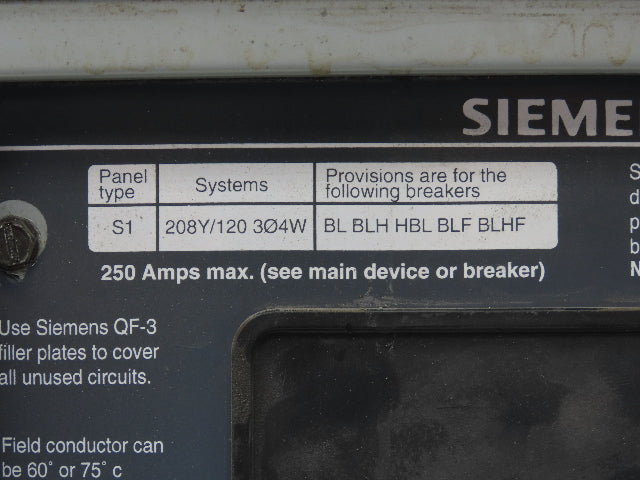 SIEME
Panel type
Systems
Provisions are for the
following breakers
S1
208Y/120 3Ø4W
BL BLH HBL BLF BLHF
250 Amps max. (see main device or breaker)
Use Siemens QF-3
filler plates to cover
all unused circuits.
Field conductor can
be 60° or 75° c
S
d
p
b
N